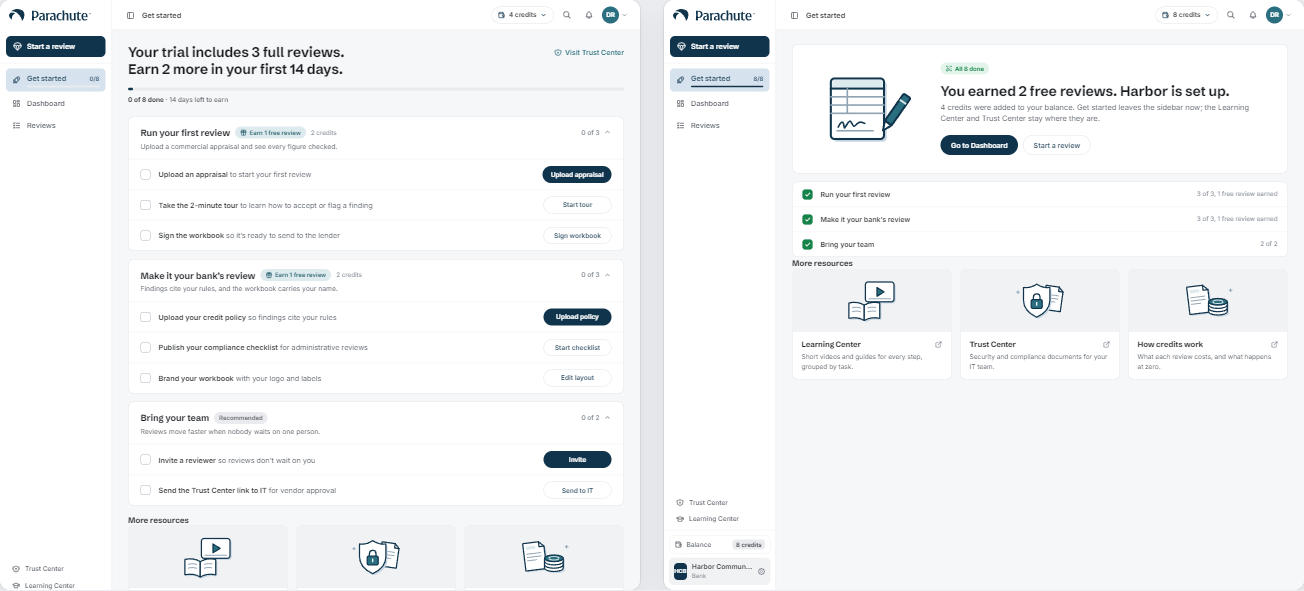 Parachute
Get started
4 credits
DR
Start a review
Get started 0/8
Dashboard
Reviews
Your trial includes 3 full reviews.
Earn 2 more in your first 14 days.
Visit Trust Center
0 of 8 done · 14 days left to earn
Run your first review Earn 1 free review 2 credits 0 of 3
Upload a commercial appraisal and see every figure checked.
Upload an appraisal to start your first review Upload appraisal
Take the 2-minute tour to learn how to accept or flag a finding Start tour
Sign the workbook so it's ready to send to the lender Sign workbook
Make it your bank's review Earn 1 free review 2 credits 0 of 3
Findings cite your rules, and the workbook carries your name.
Upload your credit policy so findings cite your rules Upload policy
Publish your compliance checklist for administrative reviews Start checklist
Brand your workbook with your logo and labels Edit layout
Bring your team Recommended 0 of 2
Reviews move faster when nobody waits on one person.
Invite a reviewer so reviews don't wait on you Invite
Send the Trust Center link to IT for vendor approval Send to IT
More resources
Trust Center
Learning Center
Parachute
Get started
8 credits
DR
Start a review
Get started 8/8
Dashboard
Reviews
All 8 done
You earned 2 free reviews. Harbor is set up.
4 credits were added to your balance. Get started leaves the sidebar now; the Learning
Center and Trust Center stay where they are.
Go to Dashboard Start a review
Run your first review 3 of 3, 1 free review earned
Make it your bank's review 3 of 3, 1 free review earned
Bring your team 2 of 2
More resources
Learning Center
Short videos and guides for every step,
grouped by task.
Trust Center
Security and compliance documents for your
IT team.
How credits work
What each review costs, and what happens
at zero.
Trust Center
Learning Center
Balance 8 credits
HCB
Harbor Commun...
Bank